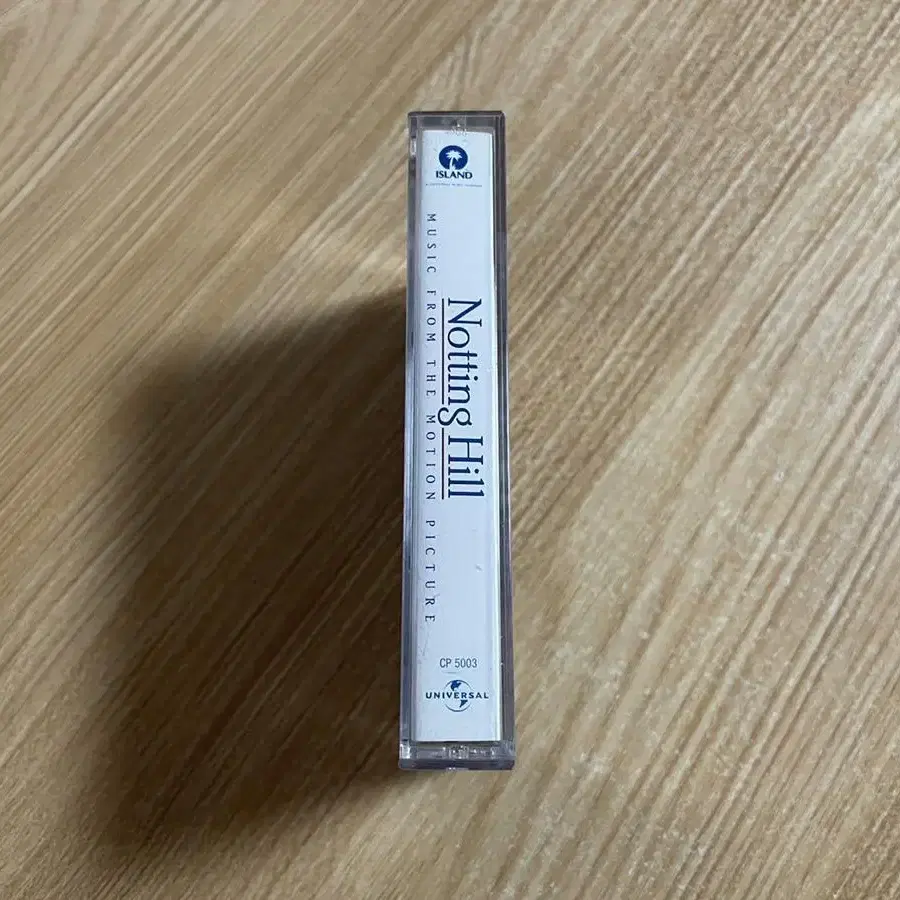 ISLAND
Notting Hill
MUSIC FROM THE MOTION PICTURE
CP 5003
UNIVERSAL